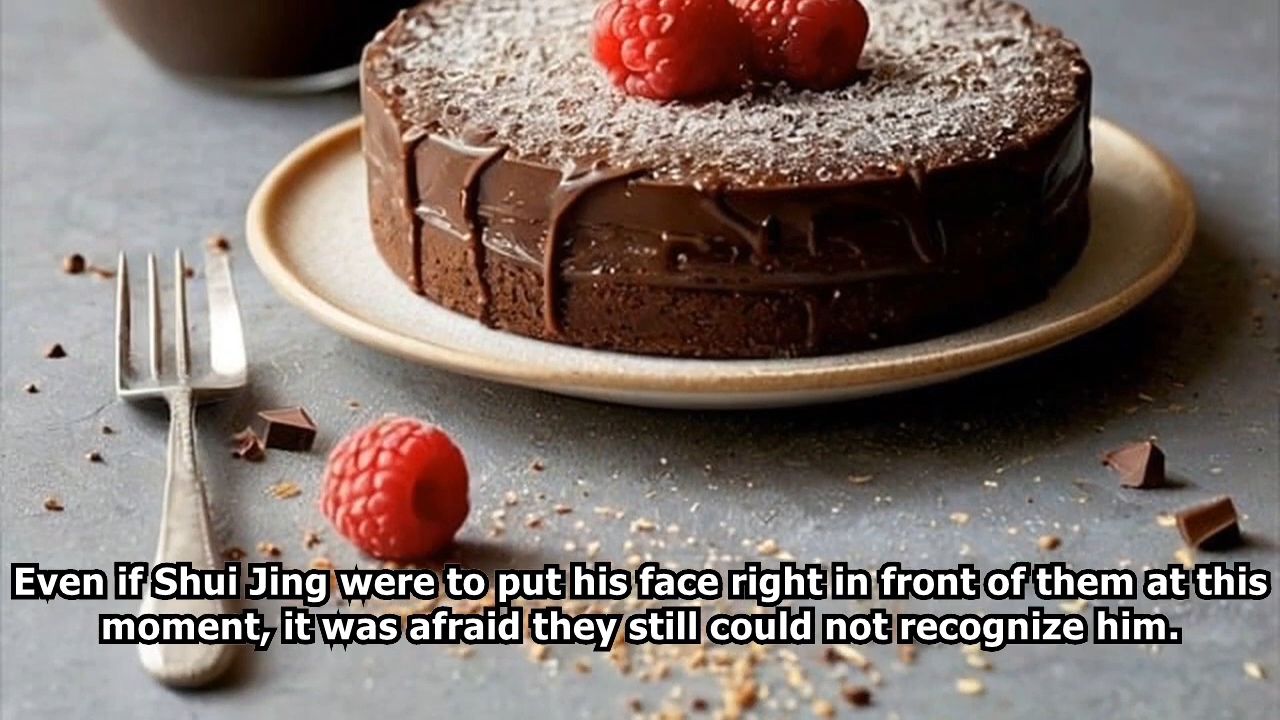 Even if Shui Jing were to put his face right in front of them at this
moment, it was afraid they still could not recognize him.